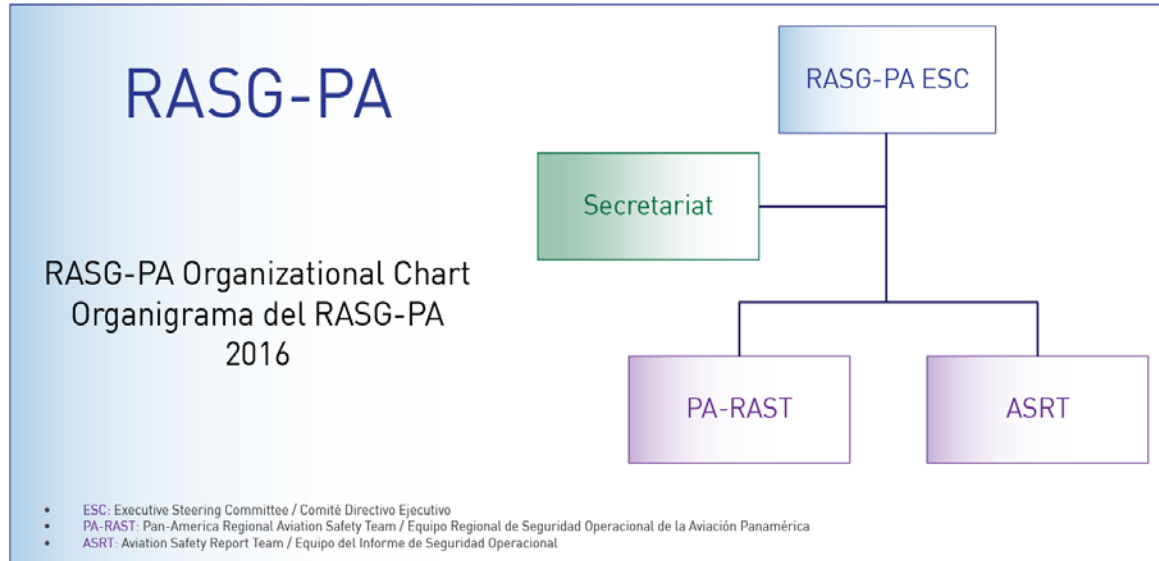 RASG-PA
RASG-PA Organizational Chart
Organigrama del RASG-PA
2016
RASG-PA ESC
Secretariat
PA-RAST
ASRT
• ESC: Executive Steering Committee / Comité Directivo Ejecutivo
• PA-RAST: Pan-America Regional Aviation Safety Team / Equipo Regional de Seguridad Operacional de la Aviación Panamérica
• ASRT: Aviation Safety Report Team / Equipo del Informe de Seguridad Operacional